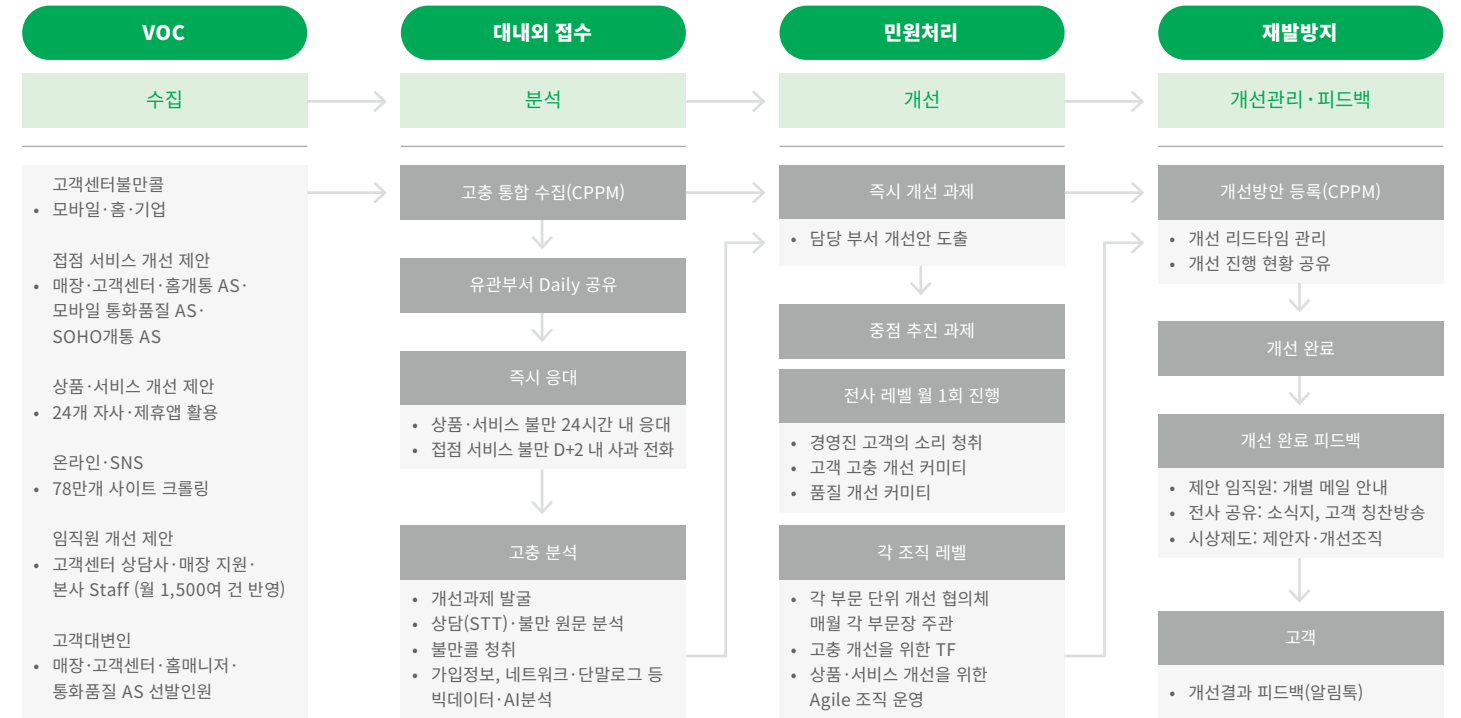 VOC
수집
고객센터불만콜
• 모바일·홈·기업
접점 서비스 개선 제안
• 매장·고객센터·홈개통 AS·
모바일 통화품질 AS·
SOHO개통 AS
상품·서비스 개선 제안
• 24개 자사·제휴앱 활용
온라인·SNS
• 78만개 사이트 크롤링
임직원 개선 제안
• 고객센터 상담사·매장 지원·
본사 Staff (월 1,500여 건 반영)
고객대변인
• 매장·고객센터·홈매니저·
통화품질 AS 선발인원
대내외 접수
분석
고충 통합 수집(CPPM)
유관부서 Daily 공유
즉시 응대
• 상품·서비스 불만 24시간 내 응대
• 접점 서비스 불만 D+2 내 사과 전화
고충 분석
• 개선과제 발굴
• 상담(STT)·불만 원문 분석
• 불만콜 청취
• 가입정보, 네트워크·단말로그 등
빅데이터·AI분석
민원처리
개선
즉시 개선 과제
• 담당 부서 개선안 도출
중점 추진 과제
전사 레벨 월 1회 진행
• 경영진 고객의 소리 청취
• 고객 고충 개선 커미티
• 품질 개선 커미티
각 조직 레벨
• 각 부문 단위 개선 협의체
매월 각 부문장 주관
• 고충 개선을 위한 TF
• 상품·서비스 개선을 위한
Agile 조직 운영
재발방지
개선관리·피드백
개선방안 등록(CPPM)
• 개선 리드타임 관리
• 개선 진행 현황 공유
개선 완료
개선 완료 피드백
• 제안 임직원: 개별 메일 안내
• 전사 공유: 소식지, 고객 칭찬방송
• 시상제도: 제안자·개선조직
고객
• 개선결과 피드백(알림톡)